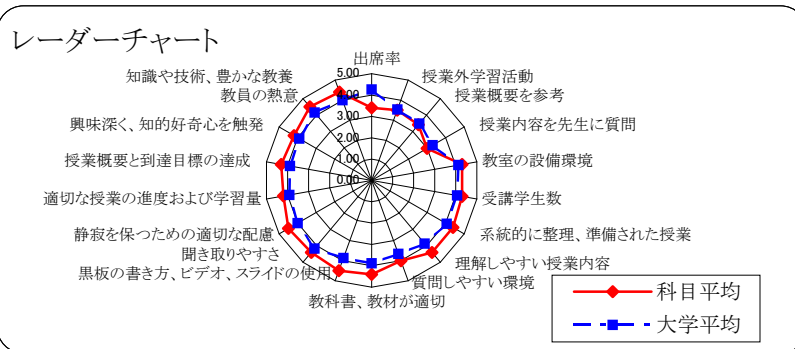 レーダーチャート
出席率
授業外学習活動
授業概要を参考
授業内容を先生に質問
教室の設備環境
受講学生数
系統的に整理、準備された授業
理解しやすい授業内容
質問しやすい環境
教科書、教材が適切
黒板の書き方、ビデオ、スライドの使用
聞き取りやすさ
静寂を保つための適切な配慮
適切な授業の進度および学習量
授業概要と到達目標の達成
興味深く、知的好奇心を触発
教員の熱意
知識や技術、豊かな教養
5.00
4.00
3.00
2.00
1.00
0.00
科目平均
大学平均